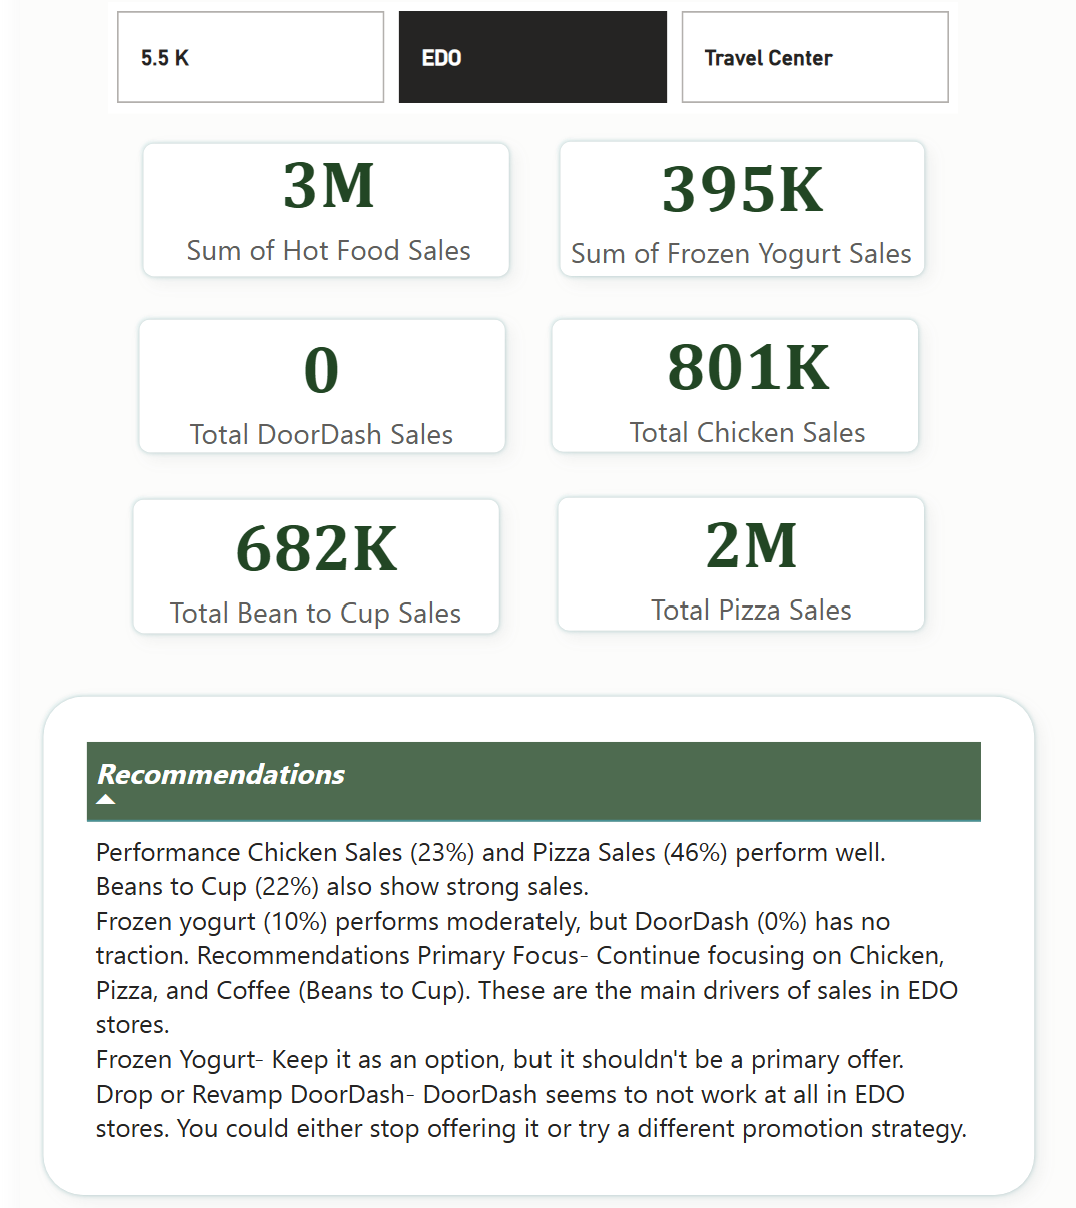 5.5 K
EDO
Travel Center
3M
Sum of Hot Food Sales
395K
Sum of Frozen Yogurt Sales
0
Total DoorDash Sales
801K
Total Chicken Sales
682K
Total Bean to Cup Sales
2M
Total Pizza Sales
Recommendations
Performance Chicken Sales (23%) and Pizza Sales (46%) perform well.
Beans to Cup (22%) also show strong sales.
Frozen yogurt (10%) performs moderately, but DoorDash (0%) has no
traction. Recommendations Primary Focus- Continue focusing on Chicken,
Pizza, and Coffee (Beans to Cup). These are the main drivers of sales in EDO
stores.
Frozen Yogurt- Keep it as an option, but it shouldn't be a primary offer.
Drop or Revamp DoorDash- DoorDash seems to not work at all in EDO
stores. You could either stop offering it or try a different promotion strategy.